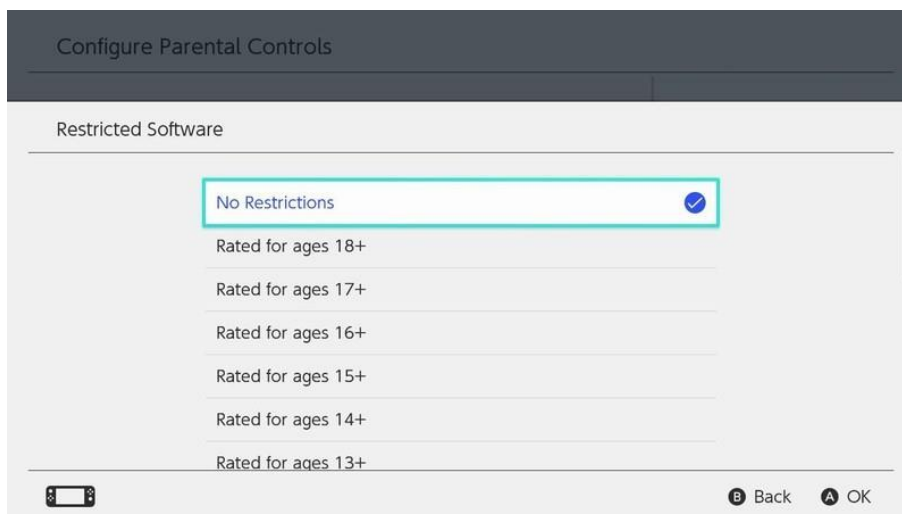 Configure Parental Controls
Restricted Software
No Restrictions
Rated for ages 18+
Rated for ages 17+
Rated for ages 16+
Rated for ages 15+
Rated for ages 14+
Rated for ages 13+
B Back A OK